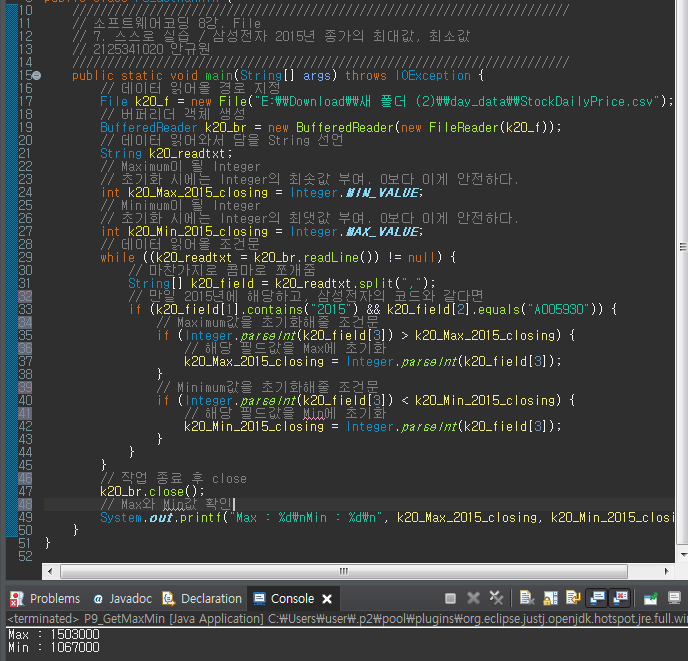 10 ////////////////////////////////////////////////////////////
11 // 소프트웨어코딩 8강. File
12 // 7. 스스로 실습 / 삼성전자 2015년 종가의 최대값, 최소값
13 // 2125341020 안규원
14 ////////////////////////////////////////////////////////////
15 public static void main(String[] args) throws IOException {
16 // 데이터 읽어올 경로 지정
17 File k20_f = new File("E:\\Download\\새 폴더 (2)\\day_data\\StockDailyPrice.csv");
18 // 버퍼리더 객체 생성
19 BufferedReader k20_br = new BufferedReader(new FileReader(k20_f));
20 // 데이터 읽어와서 담을 String 선언
21 String k20_readtxt;
22 // Maximum이 될 Integer
23 // 초기화 시에는 Integer의 최솟값 부여. 0보다 이게 안전하다.
24 int k20_Max_2015_closing = Integer.MIN_VALUE;
25 // Minimum이 될 Integer
26 // 초기화 시에는 Integer의 최댓값 부여. 0보다 이게 안전하다.
27 int k20_Min_2015_closing = Integer.MAX_VALUE;
28 // 데이터 읽어올 조건문
29 while ((k20_readtxt = k20_br.readLine()) != null) {
30 // 마찬가지로 콤마로 쪼개줌
31 String[] k20_field = k20_readtxt.split(",");
32 // 만일 2015년에 해당하고, 삼성전자의 코드와 같다면
33 if (k20_field[1].contains("2015") && k20_field[2].equals("A005930")) {
34 // Maximum값을 초기화해줄 조건문
35 if (Integer.parseInt(k20_field[3]) > k20_Max_2015_closing) {
36 // 해당 필드값을 Max에 초기화
37 k20_Max_2015_closing = Integer.parseInt(k20_field[3]);
38 }
39 // Minimum값을 초기화해줄 조건문
40 if (Integer.parseInt(k20_field[3]) < k20_Min_2015_closing) {
41 // 해당 필드값을 Min에 초기화
42 k20_Min_2015_closing = Integer.parseInt(k20_field[3]);
43 }
44 }
45 }
46 // 작업 종료 후 close
47 k20_br.close();
48 // Max와 Min값 확인
49 System.out.printf("Max : %d\nMin : %d\n", k20_Max_2015_closing, k20_Min_2015_closi
50 }
51 }
52
Problems Javadoc Declaration Console
<terminated> P9_GetMaxMin [Java Application] C:\Users\user\.p2\pool\plugins\org.eclipse.justj.openjdk.hotspot.jre.full.win
Max : 1503000
Min : 1067000